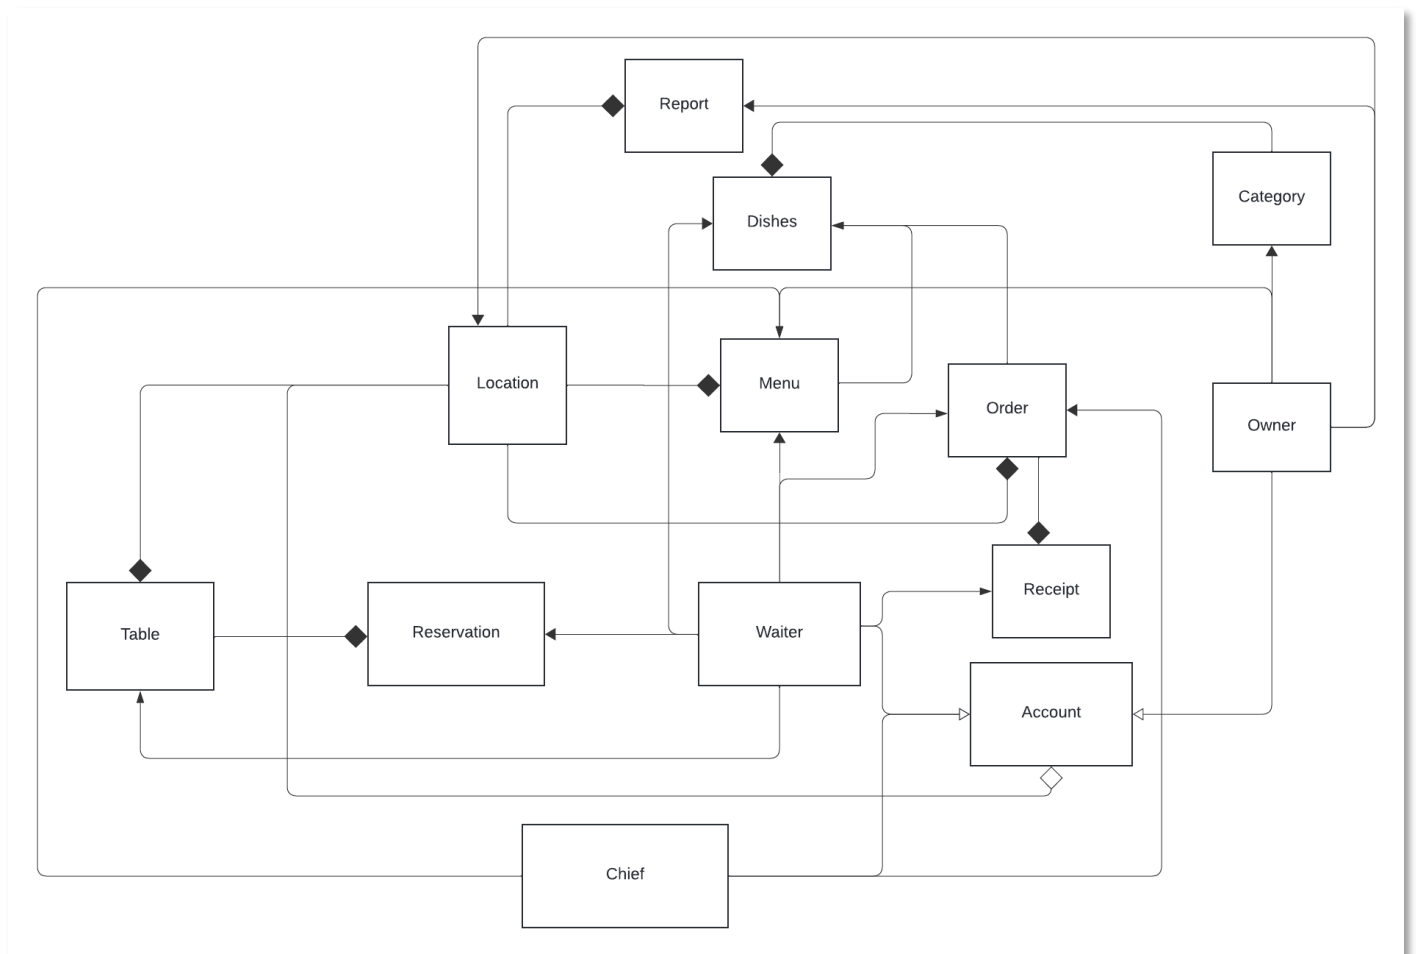 Report
Category
Dishes
Location
Menu
Order
Owner
Receipt
Table
Reservation
Waiter
Account
Chief